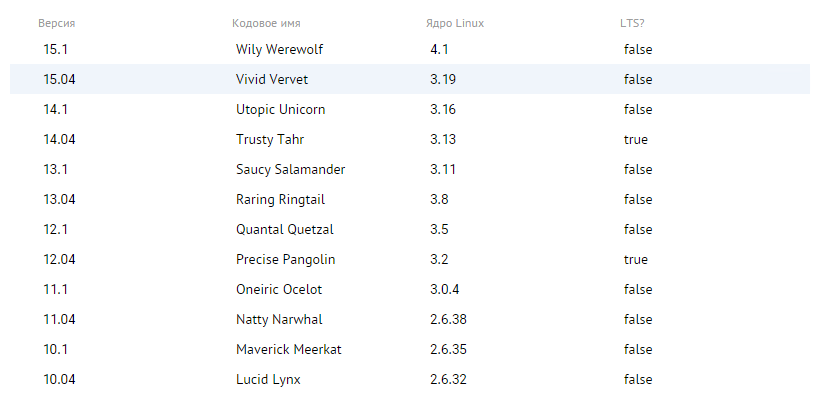 Версия Кодовое имя Ядро Linux LTS?
15.1 Wily Werewolf 4.1 false
15.04 Vivid Vervet 3.19 false
14.1 Utopic Unicorn 3.16 false
14.04 Trusty Tahr 3.13 true
13.1 Saucy Salamander 3.11 false
13.04 Raring Ringtail 3.8 false
12.1 Quantal Quetzal 3.5 false
12.04 Precise Pangolin 3.2 true
11.1 Oneiric Ocelot 3.0.4 false
11.04 Natty Narwhal 2.6.38 false
10.1 Maverick Meerkat 2.6.35 false
10.04 Lucid Lynx 2.6.32 false